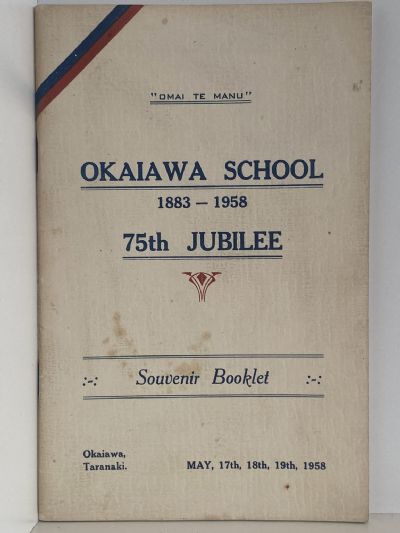 "OMAI TE MANU"
OKAIAWA SCHOOL
1883 — 1958
75th JUBILEE
:-: Souvenir Booklet :-:
Okaiawa,
Taranaki.
MAY, 17th, 18th, 19th, 1958